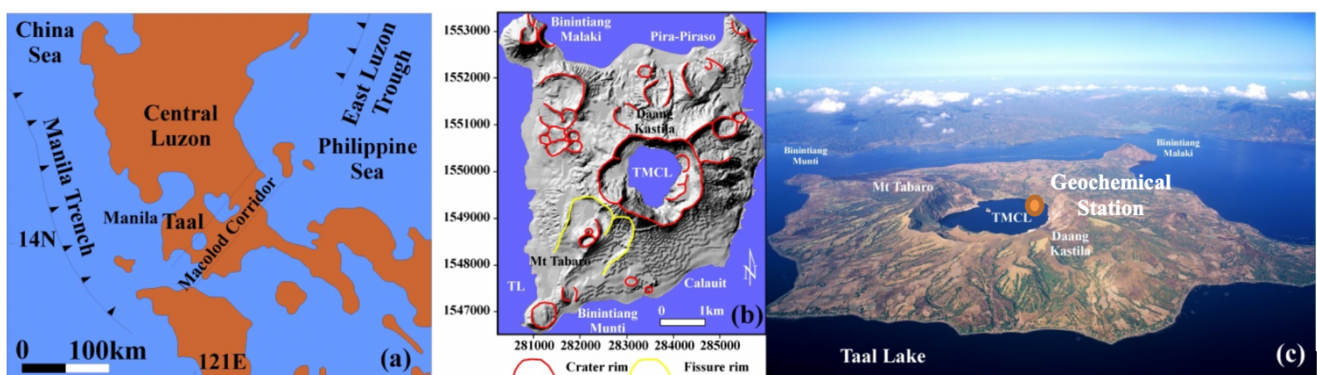 China
Sea
Central
Luzon
East Luzon
Trough
Philippine
Sea
Manila Trench
Manila
Taal
Macolod Corridor
14N
0 100km
121E
(a)
1553000
1552000
1551000
1550000
1549000
1548000
1547000
Binintiang
Malaki
Pira-Piraso
Daang
Kastila
TMCL
Mt Tabaro
TL
Calauit
N
Binintiang
Munti
0 1km
(b)
281000 282000 283000 284000 285000
Crater rim
Fissure rim
Binintiang
Munti
Binintiang
Malaki
Mt Tabaro
Geochemical
Station
TMCL
Daang
Kastila
Taal Lake
(c)